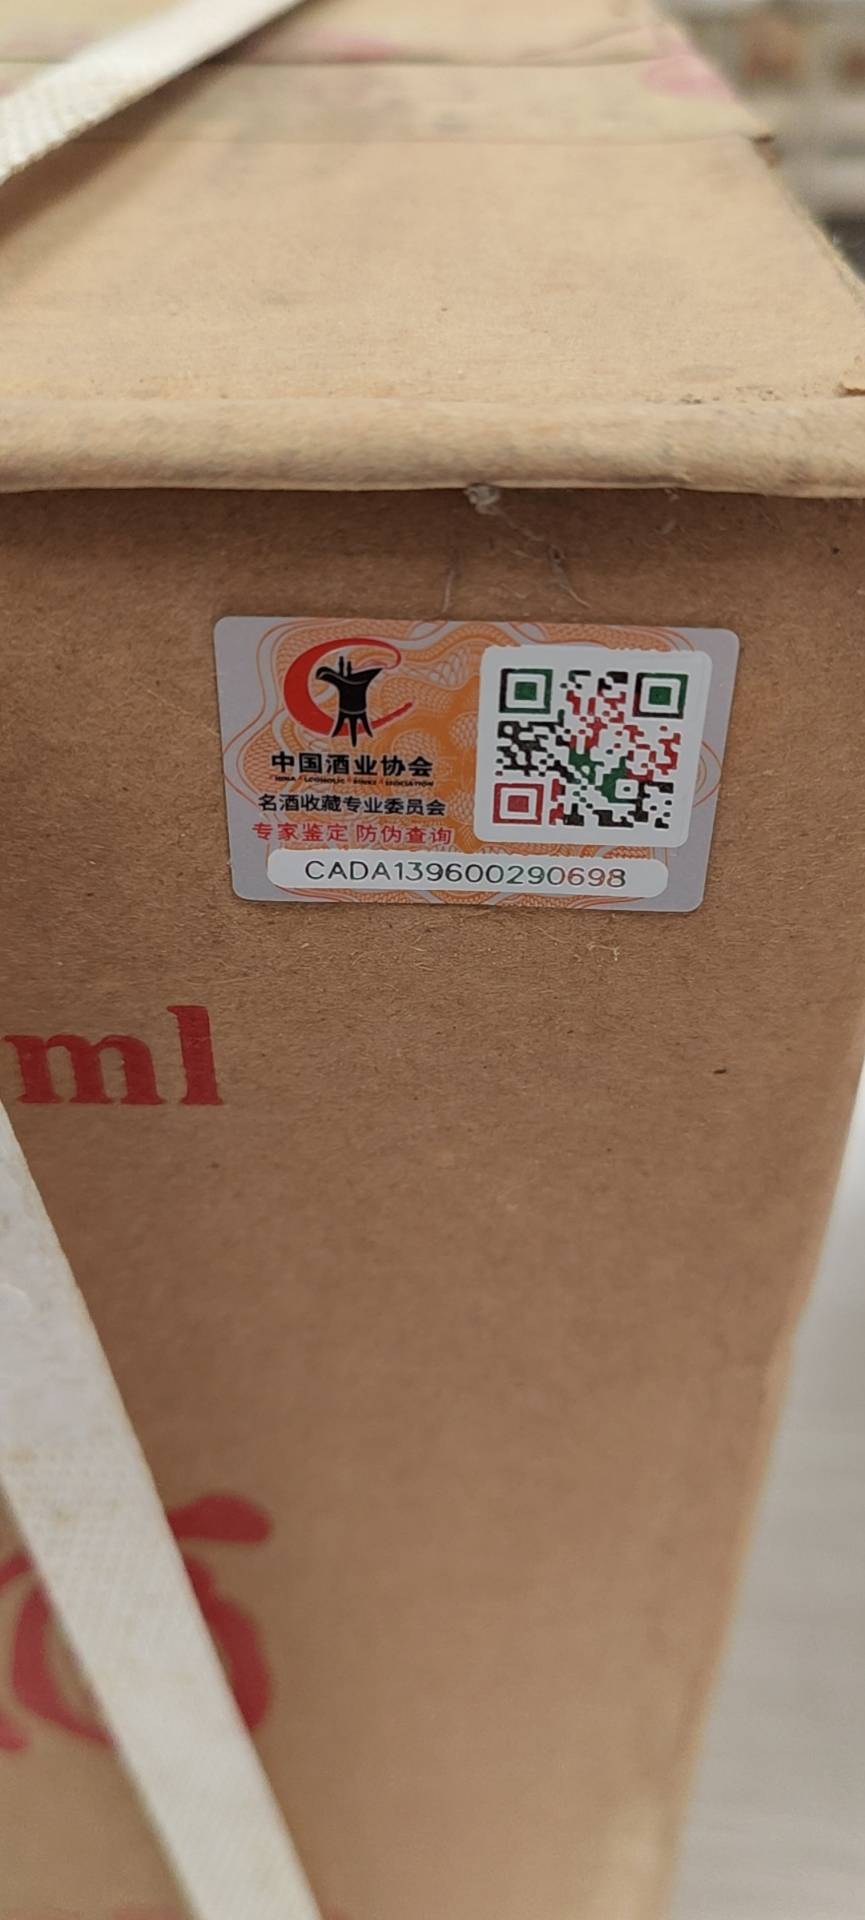 中国酒业协会
名酒收藏专业委员会
专家鉴定 防伪查询
CADA139600290698
ml
酒